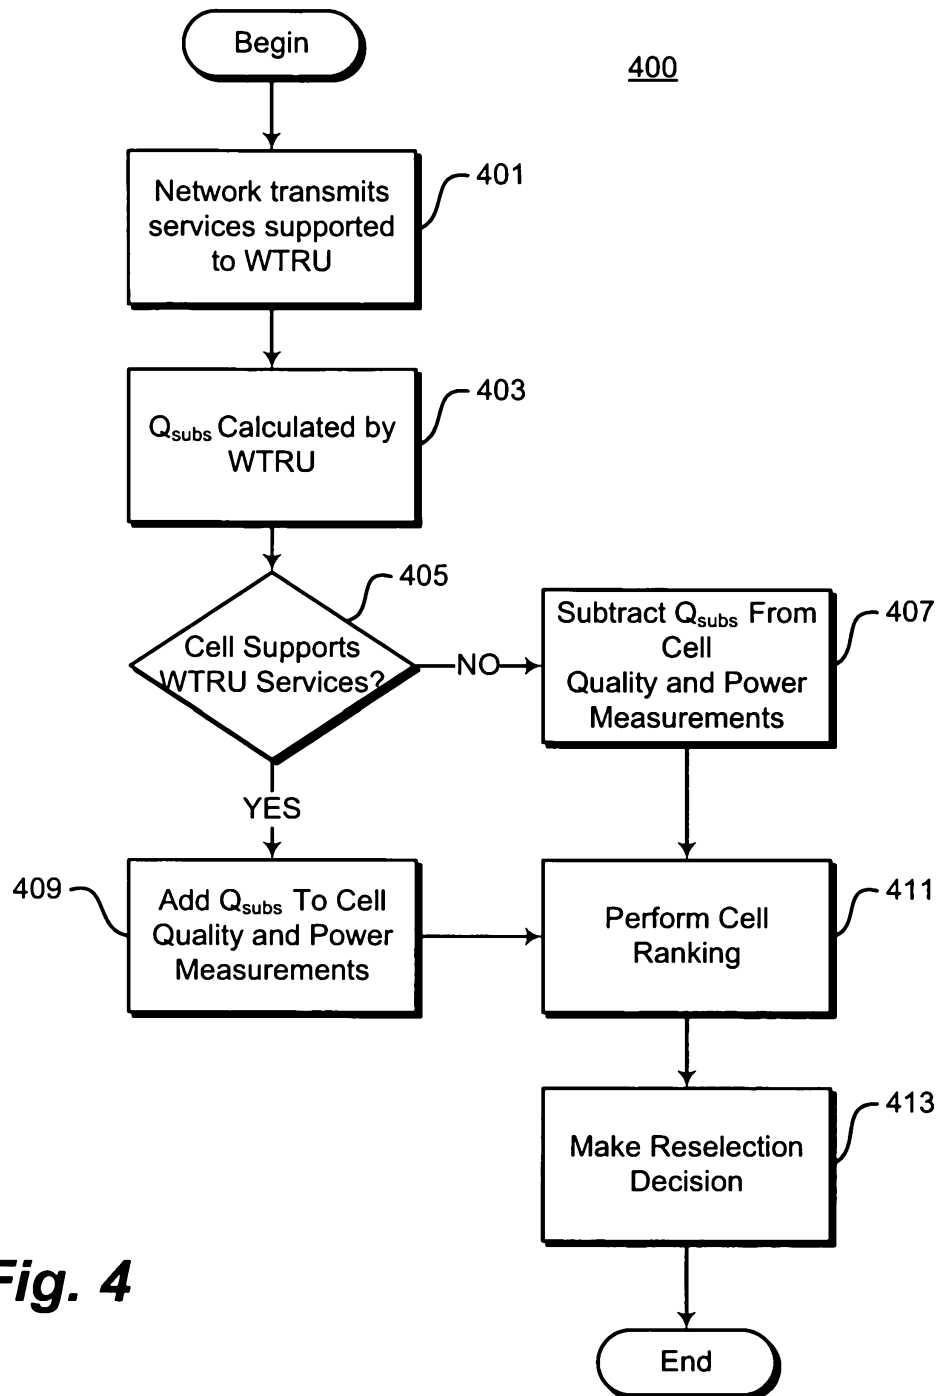 Begin
400
Network transmits
services supported
to WTRU
401
Qsubs Calculated by
WTRU
403
Cell Supports
WTRU Services?
405
NO
Subtract Qsubs From
Cell
Quality and Power
Measurements
407
YES
409
Add Qsubs To Cell
Quality and Power
Measurements
Perform Cell
Ranking
411
Make Reselection
Decision
413
Fig. 4
End